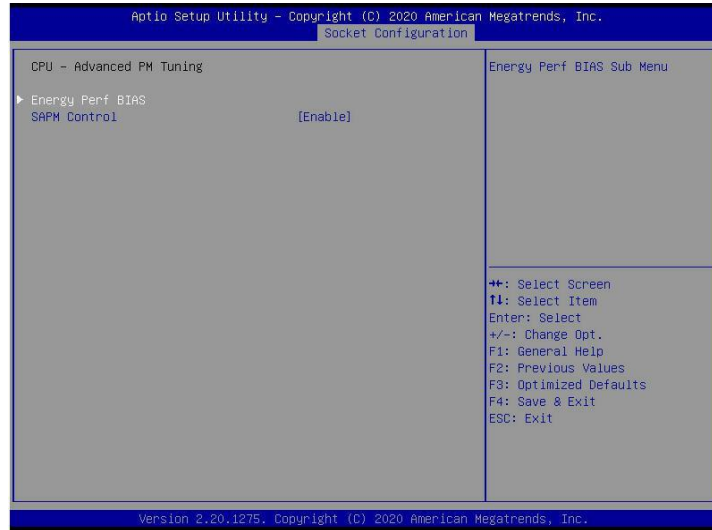 Aptio Setup Utility – Copyright (C) 2020 American Megatrends, Inc.
Socket Configuration
CPU - Advanced PM Tuning
Energy Perf BIAS
SAPM Control [Enable]
Energy Perf BIAS Sub Menu
→←: Select Screen
↑↓: Select Item
Enter: Select
+/-: Change Opt.
F1: General Help
F2: Previous Values
F3: Optimized Defaults
F4: Save & Exit
ESC: Exit
Version 2.20.1275. Copyright (C) 2020 American Megatrends, Inc.